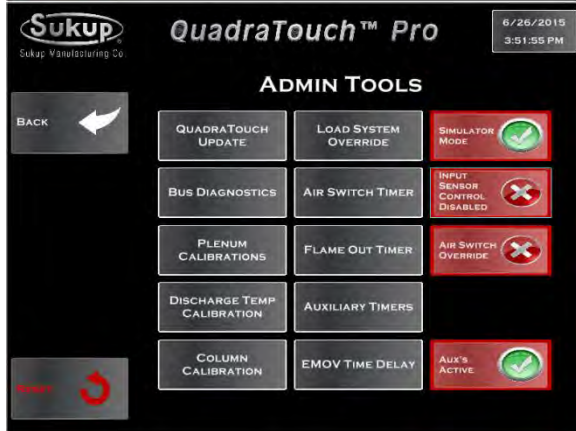 Sukup
Sukup Manufacturing Co.
QuadraTouch™ Pro
6/26/2015
3:51:55 PM
ADMIN TOOLS
BACK
QUADRATOUCH
UPDATE
LOAD SYSTEM
OVERRIDE
SIMULATOR
MODE
BUS DIAGNOSTICS
AIR SWITCH TIMER
INPUT
SENSOR
CONTROL
DISABLED
PLENUM
CALIBRATIONS
FLAME OUT TIMER
AIR SWITCH
OVERRIDE
DISCHARGE TEMP
CALIBRATION
AUXILIARY TIMERS
COLUMN
CALIBRATION
EMOV TIME DELAY
AUX'S
ACTIVE
RESET